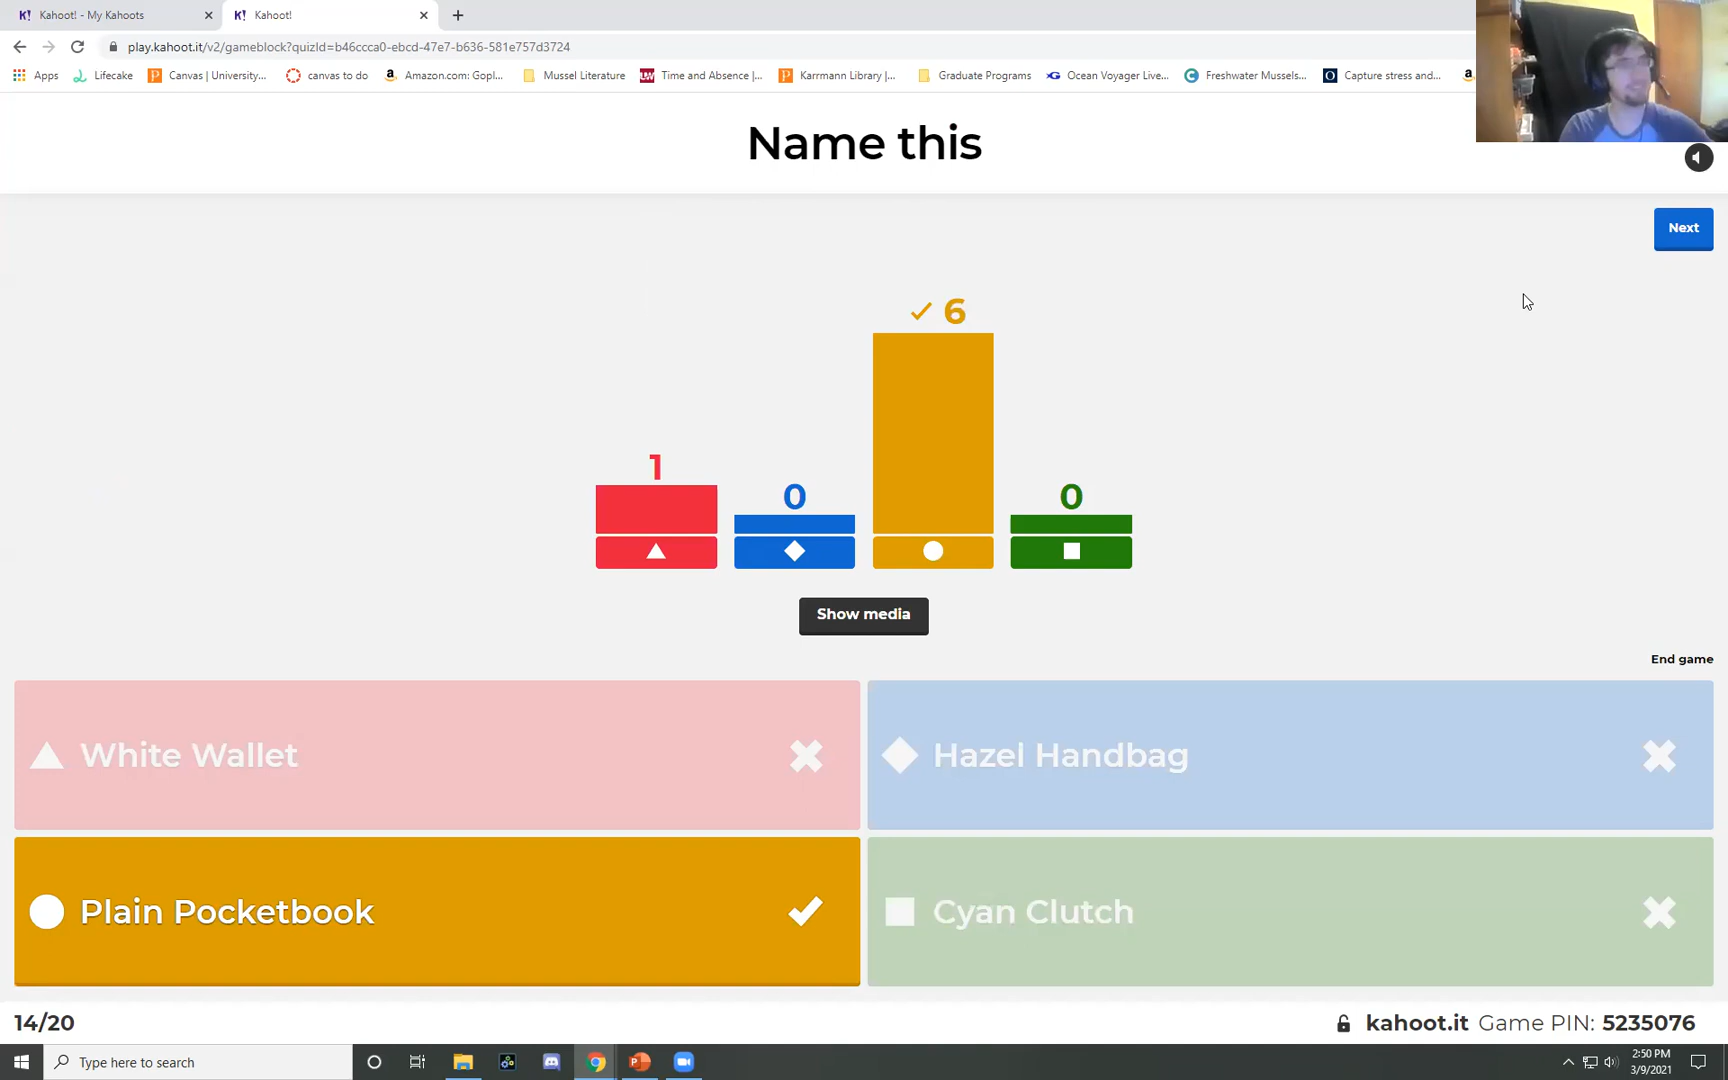 Kahoot! - My Kahoots
Kahoot!
play.kahoot.it/v2/gameblock?quizId=b46ccca0-ebcd-47e7-b636-581e757d3724
Apps Lifecake Canvas | University... canvas to do Amazon.com: Gopl... Mussel Literature Time and Absence |... Karrmann Library |... Graduate Programs Ocean Voyager Live... Freshwater Mussels... Capture stress and...
Name this
Next
6
1
0
0
Show media
End game
White Wallet
Hazel Handbag
Plain Pocketbook
Cyan Clutch
14/20
kahoot.it Game PIN: 5235076
Type here to search
2:50 PM
3/9/2021